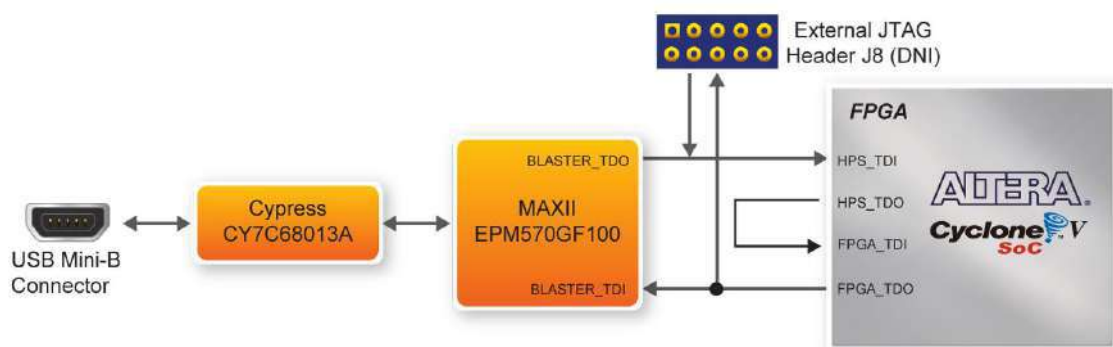 External JTAG
Header J8 (DNI)
FPGA
BLASTER_TDO
HPS_TDI
ALTERA
Cypress
CY7C68013A
MAXII
EPM570GF100
HPS_TDO
Cyclone V
SoC
FPGA_TDI
USB Mini-B
Connector
BLASTER_TDI
FPGA_TDO